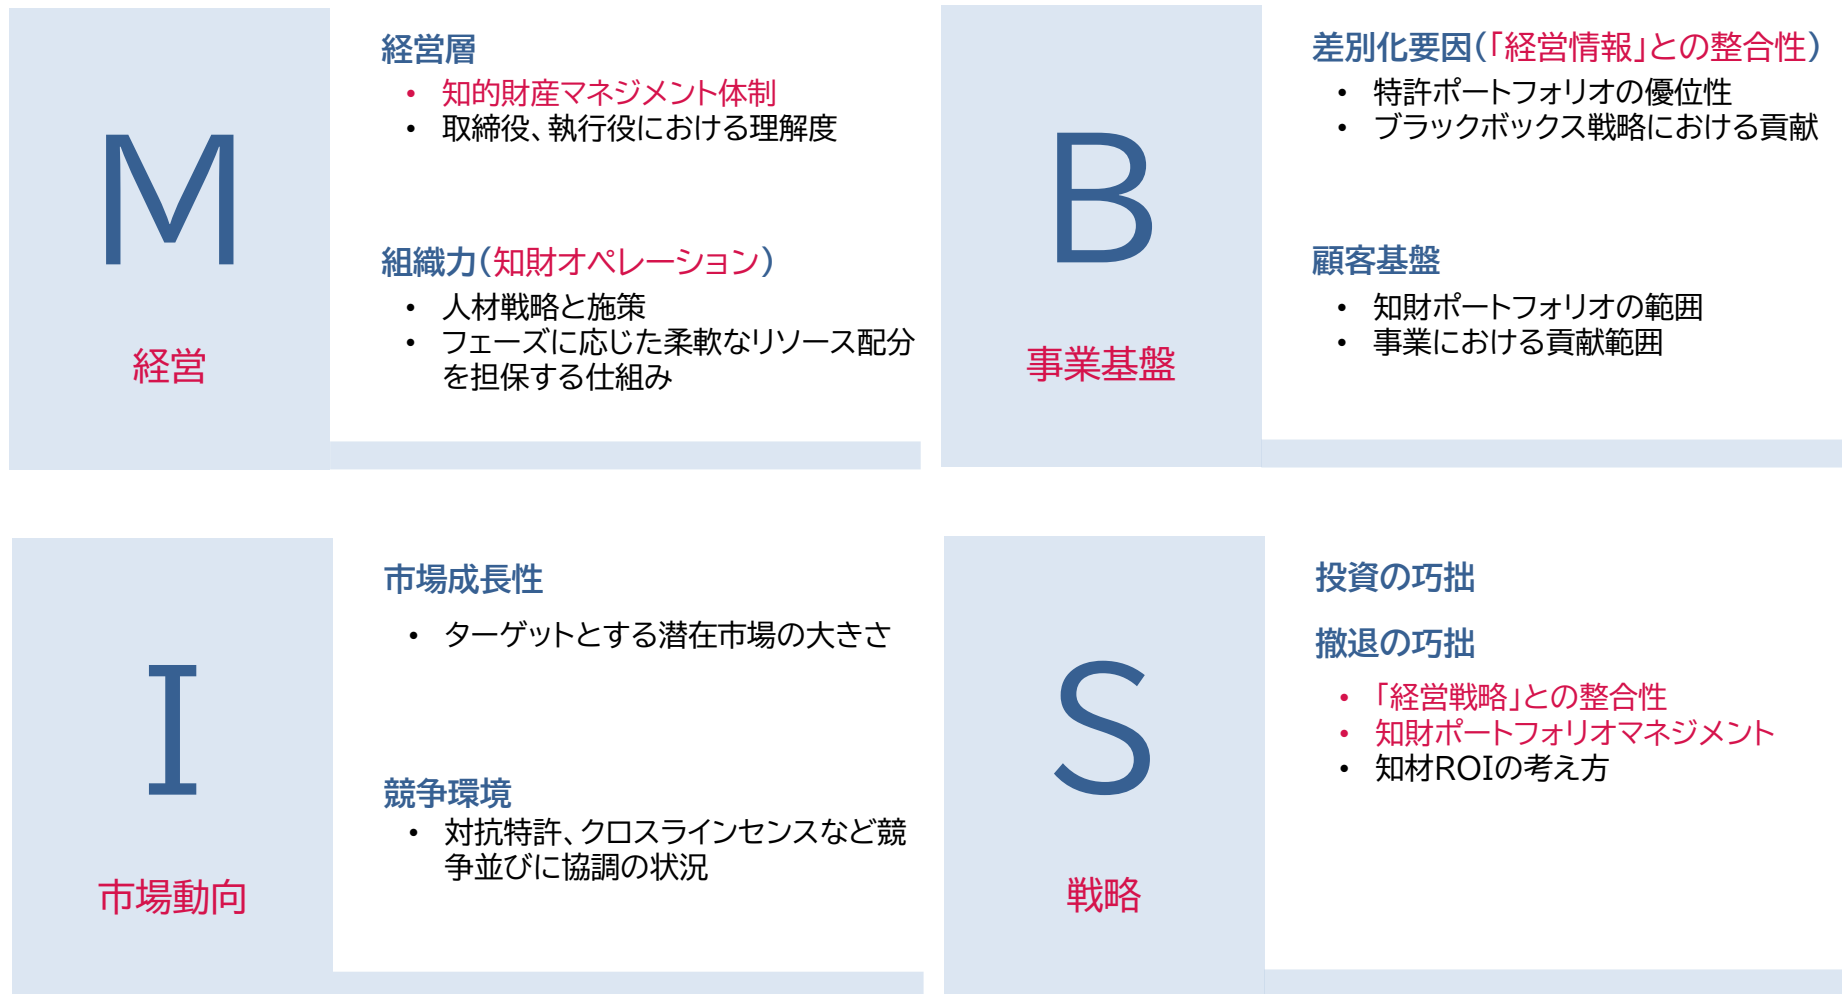 M
経営
経営層
• 知的財産マネジメント体制
• 取締役、執行役における理解度
組織力(知財オペレーション)
• 人材戦略と施策
• フェーズに応じた柔軟なリソース配分
を担保する仕組み
B
事業基盤
差別化要因(「経営情報」との整合性)
• 特許ポートフォリオの優位性
• ブラックボックス戦略における貢献
顧客基盤
• 知財ポートフォリオの範囲
• 事業における貢献範囲
I
市場動向
市場成長性
• ターゲットとする潜在市場の大きさ
競争環境
• 対抗特許、クロスラインセンスなど競
争並びに協調の状況
S
戦略
投資の巧拙
撤退の巧拙
• 「経営戦略」との整合性
• 知財ポートフォリオマネジメント
• 知材ROIの考え方